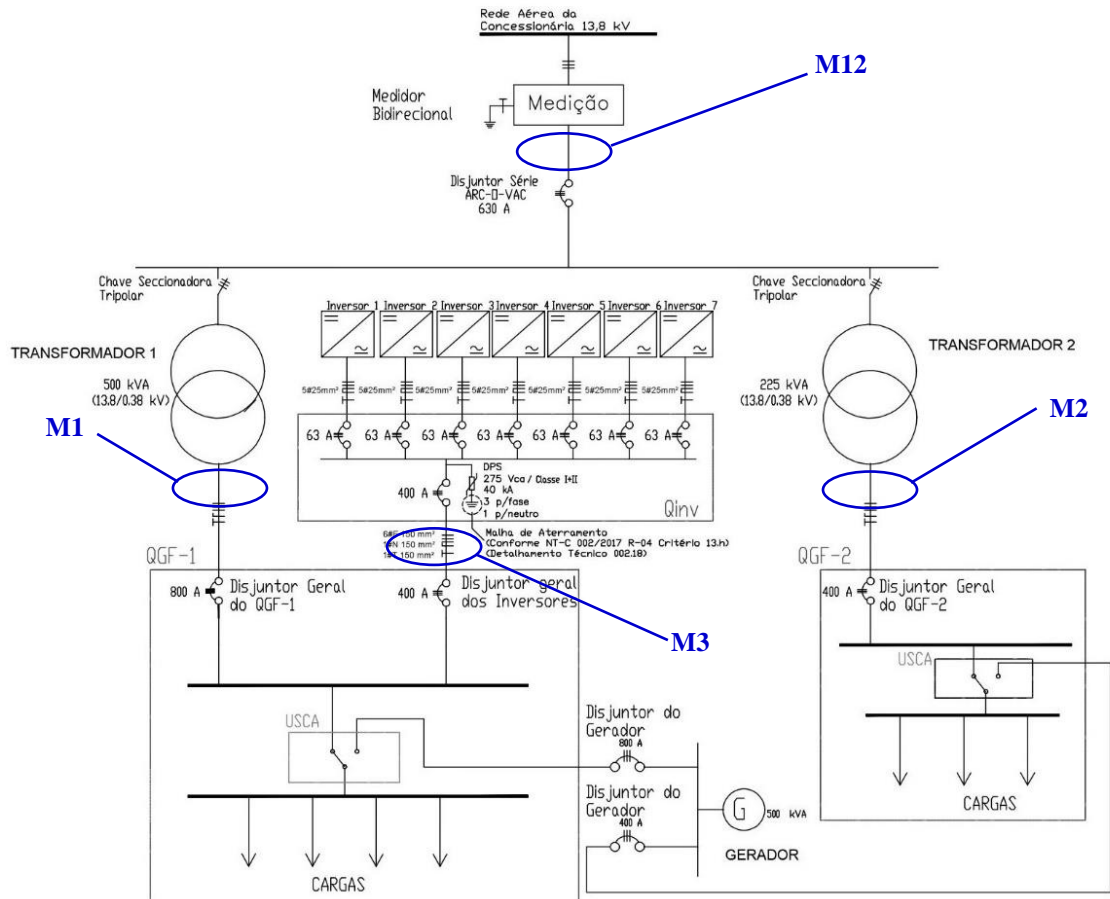 Rede Aérea da
Concessionária 13,8 kV
M12
Medidor
Bidirecional
Medição
Disjuntor Série
ARC-▯-VAC
630 A
Chave Seccionadora
Tripolar
Chave Seccionadora
Tripolar
Inversor 1 Inversor 2 Inversor 3 Inversor 4 Inversor 5 Inversor 6 Inversor 7
TRANSFORMADOR 1
500 kVA
(13.8/0.38 kV)
TRANSFORMADOR 2
225 kVA
(13.8/0.38 kV)
5#25mm² 5#25mm² 5#25mm² 5#25mm² 5#25mm² 5#25mm² 5#25mm²
M1
M2
63 A 63 A 63 A 63 A 63 A 63 A 63 A
DPS
275 Vca / Classe I+II
40 kA
3 p/fase
1 p/neutro
400 A
Qinv
150 mm²
150 mm²
150 mm²
Malha de Aterramento
(Conforme NT-C 002/2017 R-04 Critério 13.h)
(Detalhamento Técnico 002.18)
M3
QGF-1
800 A
Disjuntor Geral
do QGF-1
400 A
Disjuntor geral
dos Inversores
QGF-2
400 A
Disjuntor Geral
do QGF-2
USCA
CARGAS
USCA
CARGAS
Disjuntor do
Gerador
800 A
Disjuntor do
Gerador
400 A
G
500 kVA
GERADOR